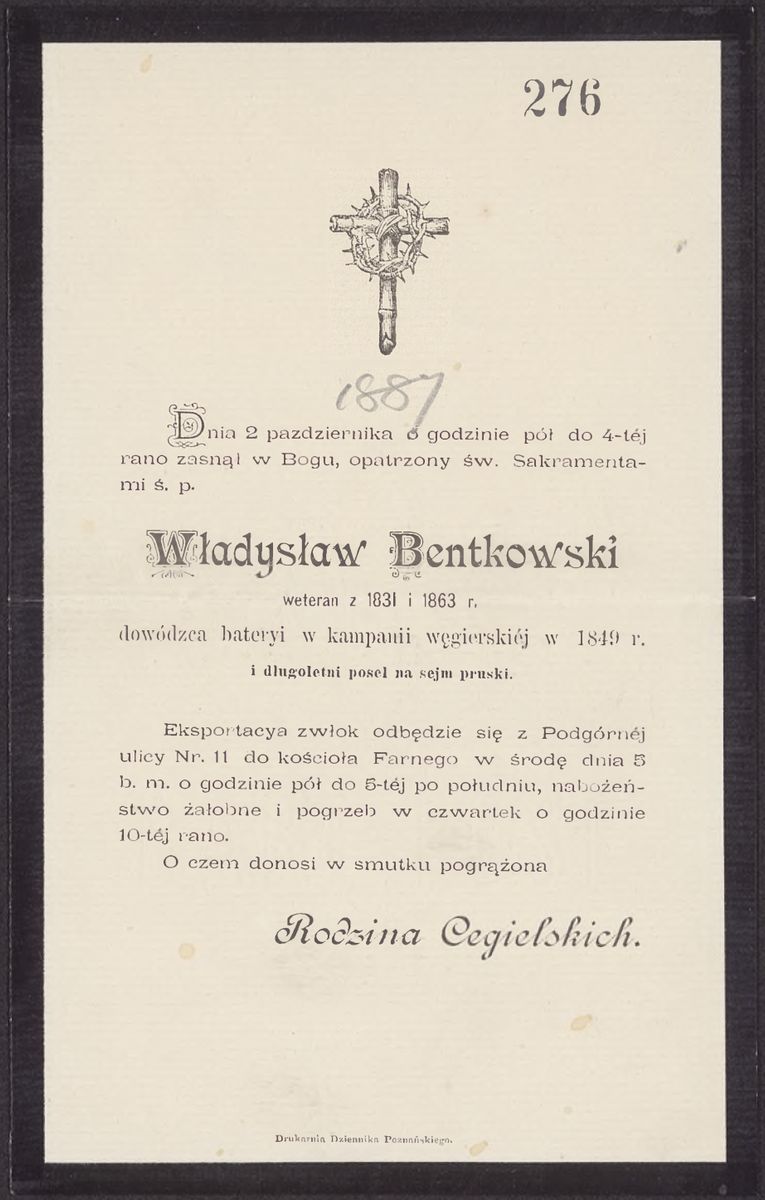 276
1887
Dnia 2 pazdziernika o godzinie pół do 4-téj
rano zasnął w Bogu, opatrzony św. Sakramenta-
mi ś. p.
Władysław Bentkowski
weteran z 1831 i 1863 r.
dowódzca bateryi w kampanii węgierskiéj w 1849 r.
i długoletni poseł na sejm pruski.
Eksportacya zwłok odbędzie się z Podgórnéj
ulicy Nr. 11 do kościoła Farnego w środę dnia 5
b. m. o godzinie pół do 5-téj po południu, nabożeń-
stwo żałobne i pogrzeb w czwartek o godzinie
10-téj rano.
O czem donosi w smutku pogrążona
Rodzina Cegielskich.
Drukarnia Dziennika Poznańskiego.